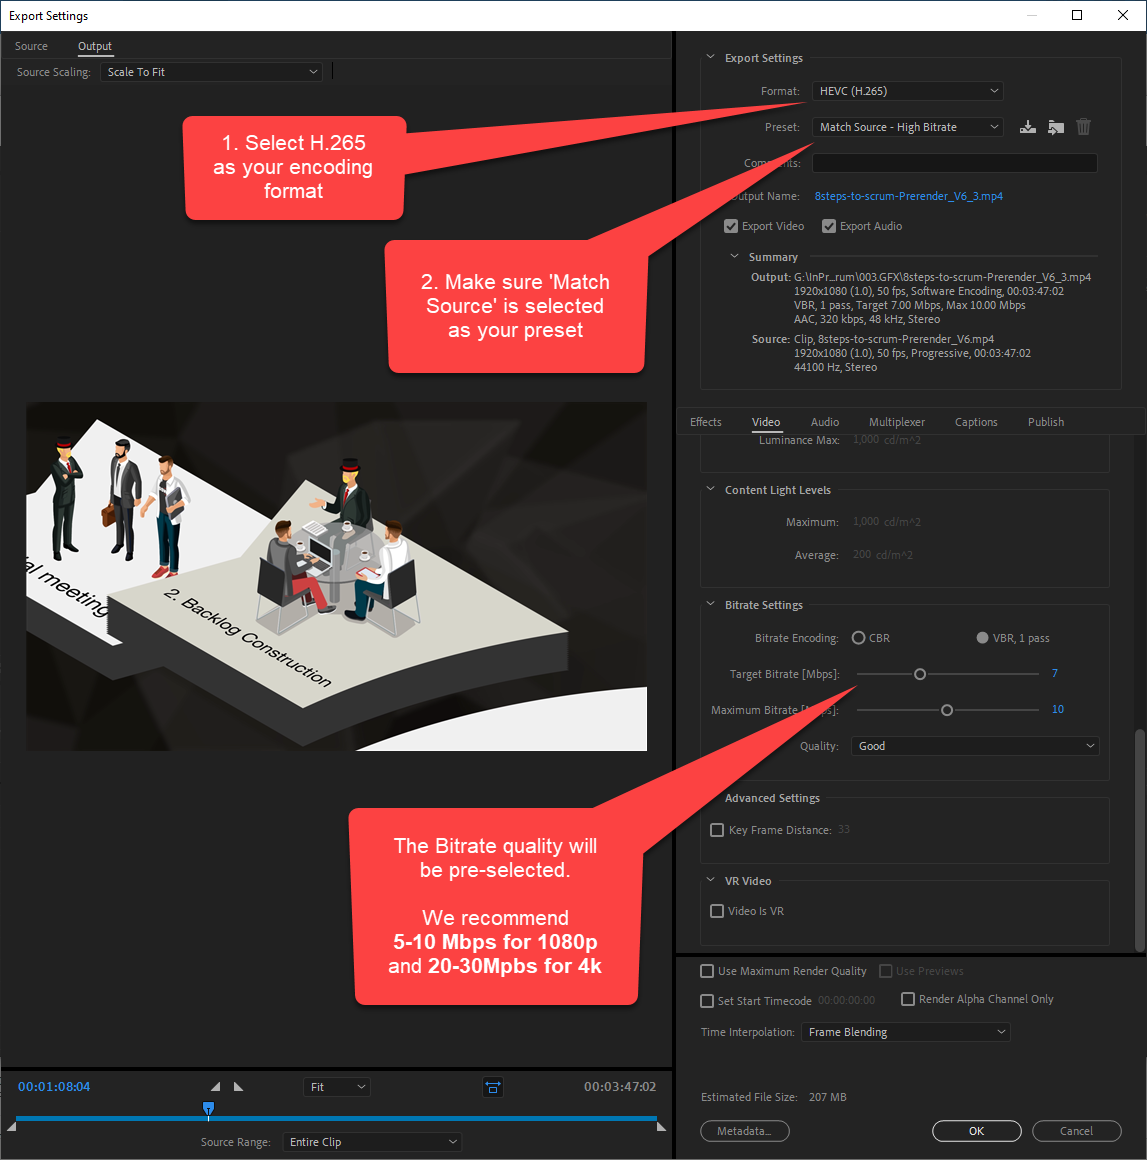 Export Settings
Source Output
Source Scaling: Scale To Fit
1. Select H.265
as your encoding
format
2. Make sure 'Match
Source' is selected
as your preset
al meeting
2. Backlog Construction
The Bitrate quality will
be pre-selected.
We recommend
5-10 Mbps for 1080p
and 20-30Mpbs for 4k
00:01:08:04 Fit 00:03:47:02
Source Range: Entire Clip
Export Settings
Format: HEVC (H.265)
Preset: Match Source - High Bitrate
Comments:
Output Name: 8steps-to-scrum-Prerender_V6_3.mp4
Export Video Export Audio
Summary
Output: G:\InPr...rum\003.GFX\8steps-to-scrum-Prerender_V6_3.mp4
1920x1080 (1.0), 50 fps, Software Encoding, 00:03:47:02
VBR, 1 pass, Target 7.00 Mbps, Max 10.00 Mbps
AAC, 320 kbps, 48 kHz, Stereo
Source: Clip, 8steps-to-scrum-Prerender_V6.mp4
1920x1080 (1.0), 50 fps, Progressive, 00:03:47:02
44100 Hz, Stereo
Effects Video Audio Multiplexer Captions Publish
Luminance Max: 1,000 cd/m^2
Content Light Levels
Maximum: 1,000 cd/m^2
Average: 200 cd/m^2
Bitrate Settings
Bitrate Encoding: CBR VBR, 1 pass
Target Bitrate [Mbps]: 7
Maximum Bitrate [Mbps]: 10
Quality: Good
Advanced Settings
Key Frame Distance: 33
VR Video
Video Is VR
Use Maximum Render Quality Use Previews
Set Start Timecode 00:00:00:00 Render Alpha Channel Only
Time Interpolation: Frame Blending
Estimated File Size: 207 MB
Metadata... OK Cancel